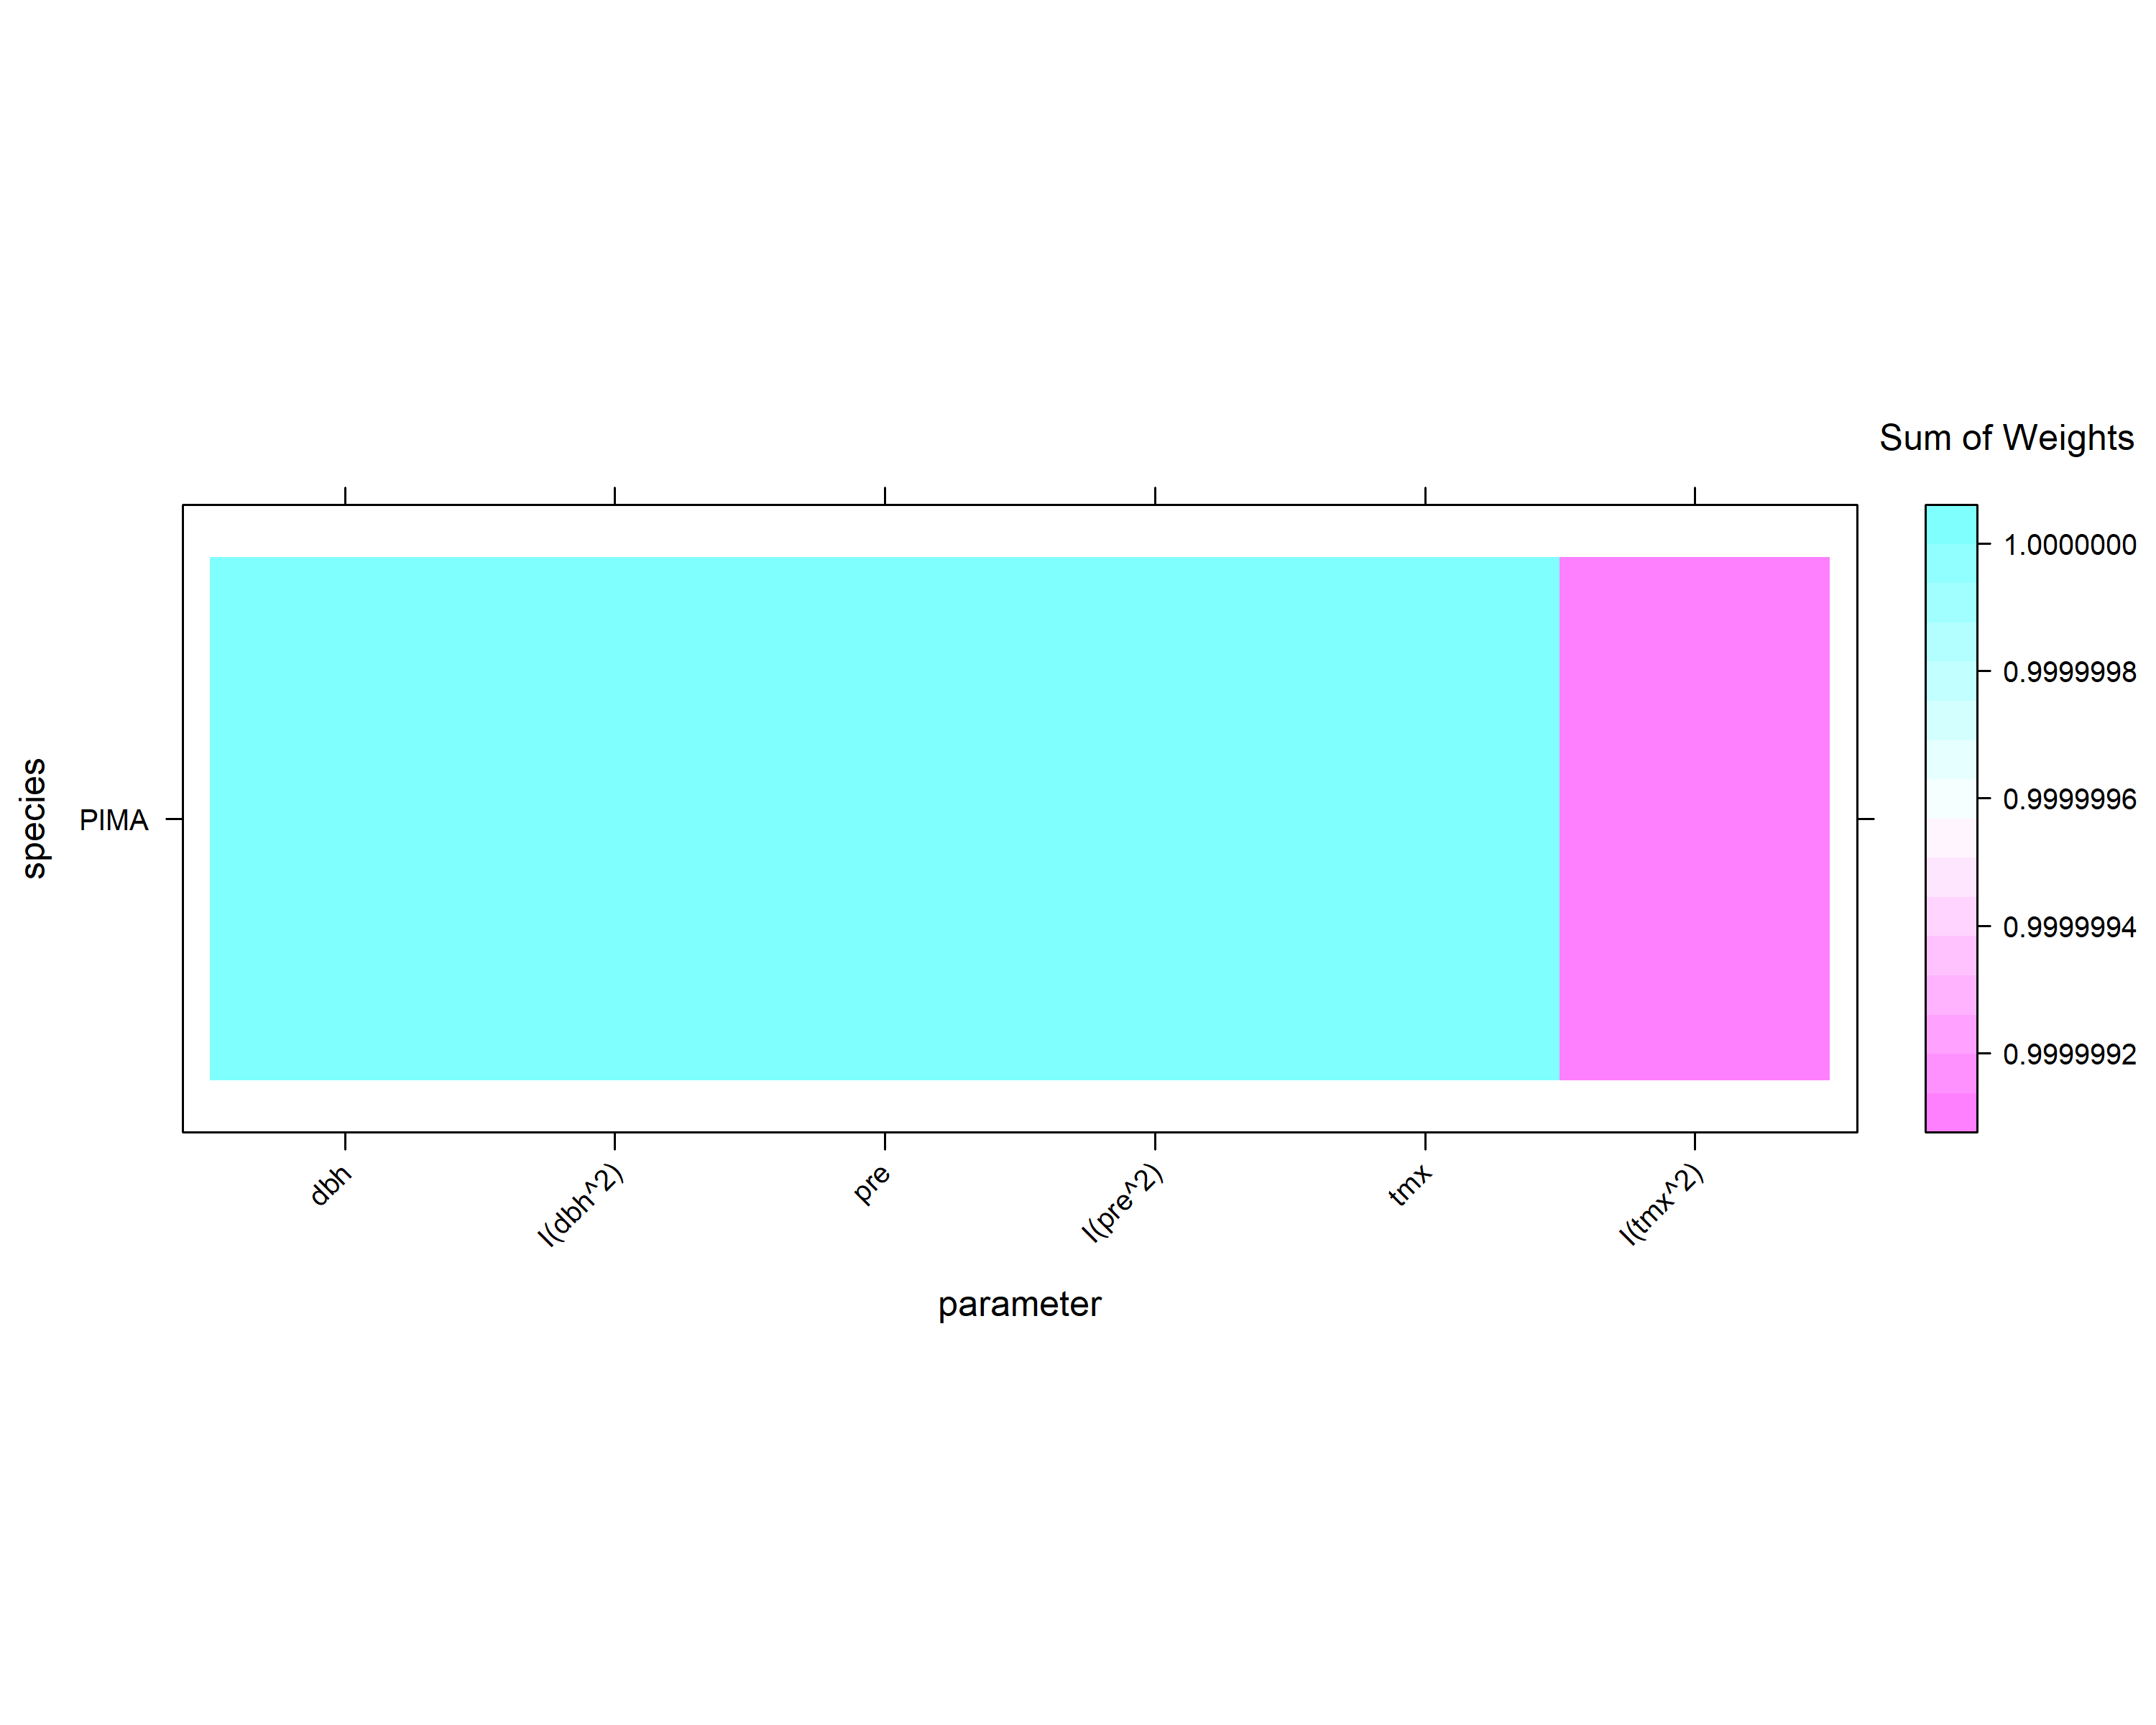 Sum of Weights
1.0000000
0.9999998
0.9999996
0.9999994
0.9999992
species
PIMA
dbh
I(dbh^2)
pre
I(pre^2)
tmx
I(tmx^2)
parameter